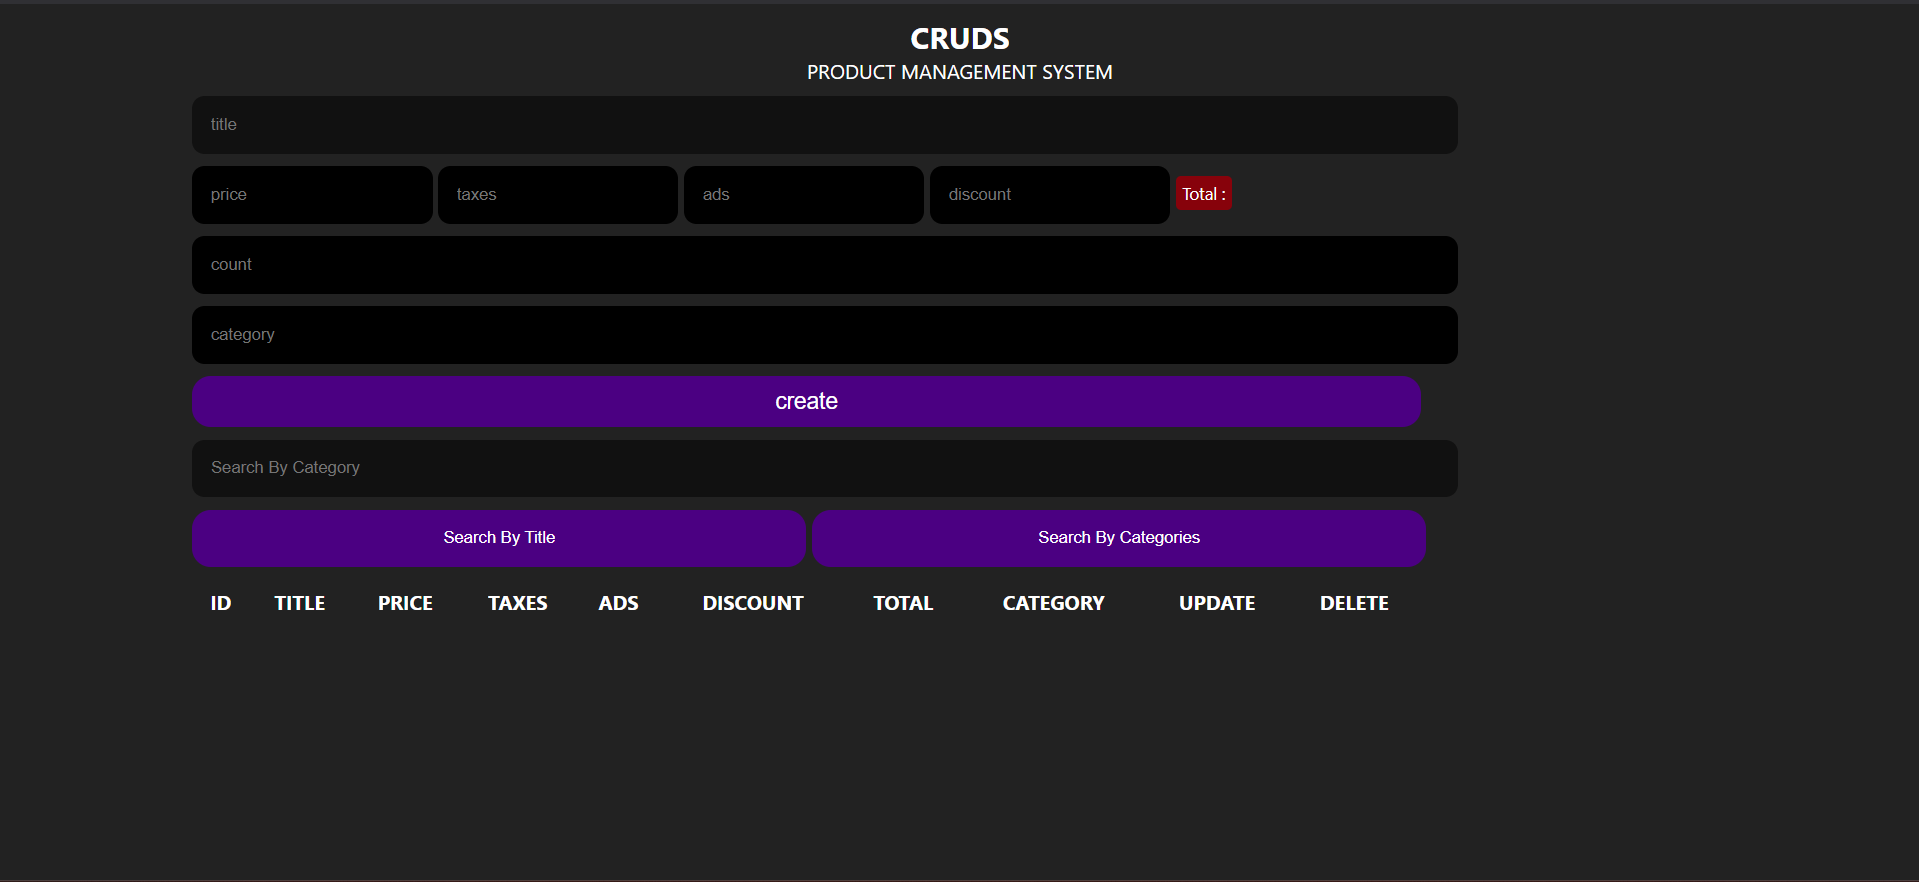 CRUDS
PRODUCT MANAGEMENT SYSTEM
title
price taxes ads discount Total :
count
category
create
Search By Category
Search By Title Search By Categories
ID TITLE PRICE TAXES ADS DISCOUNT TOTAL CATEGORY UPDATE DELETE